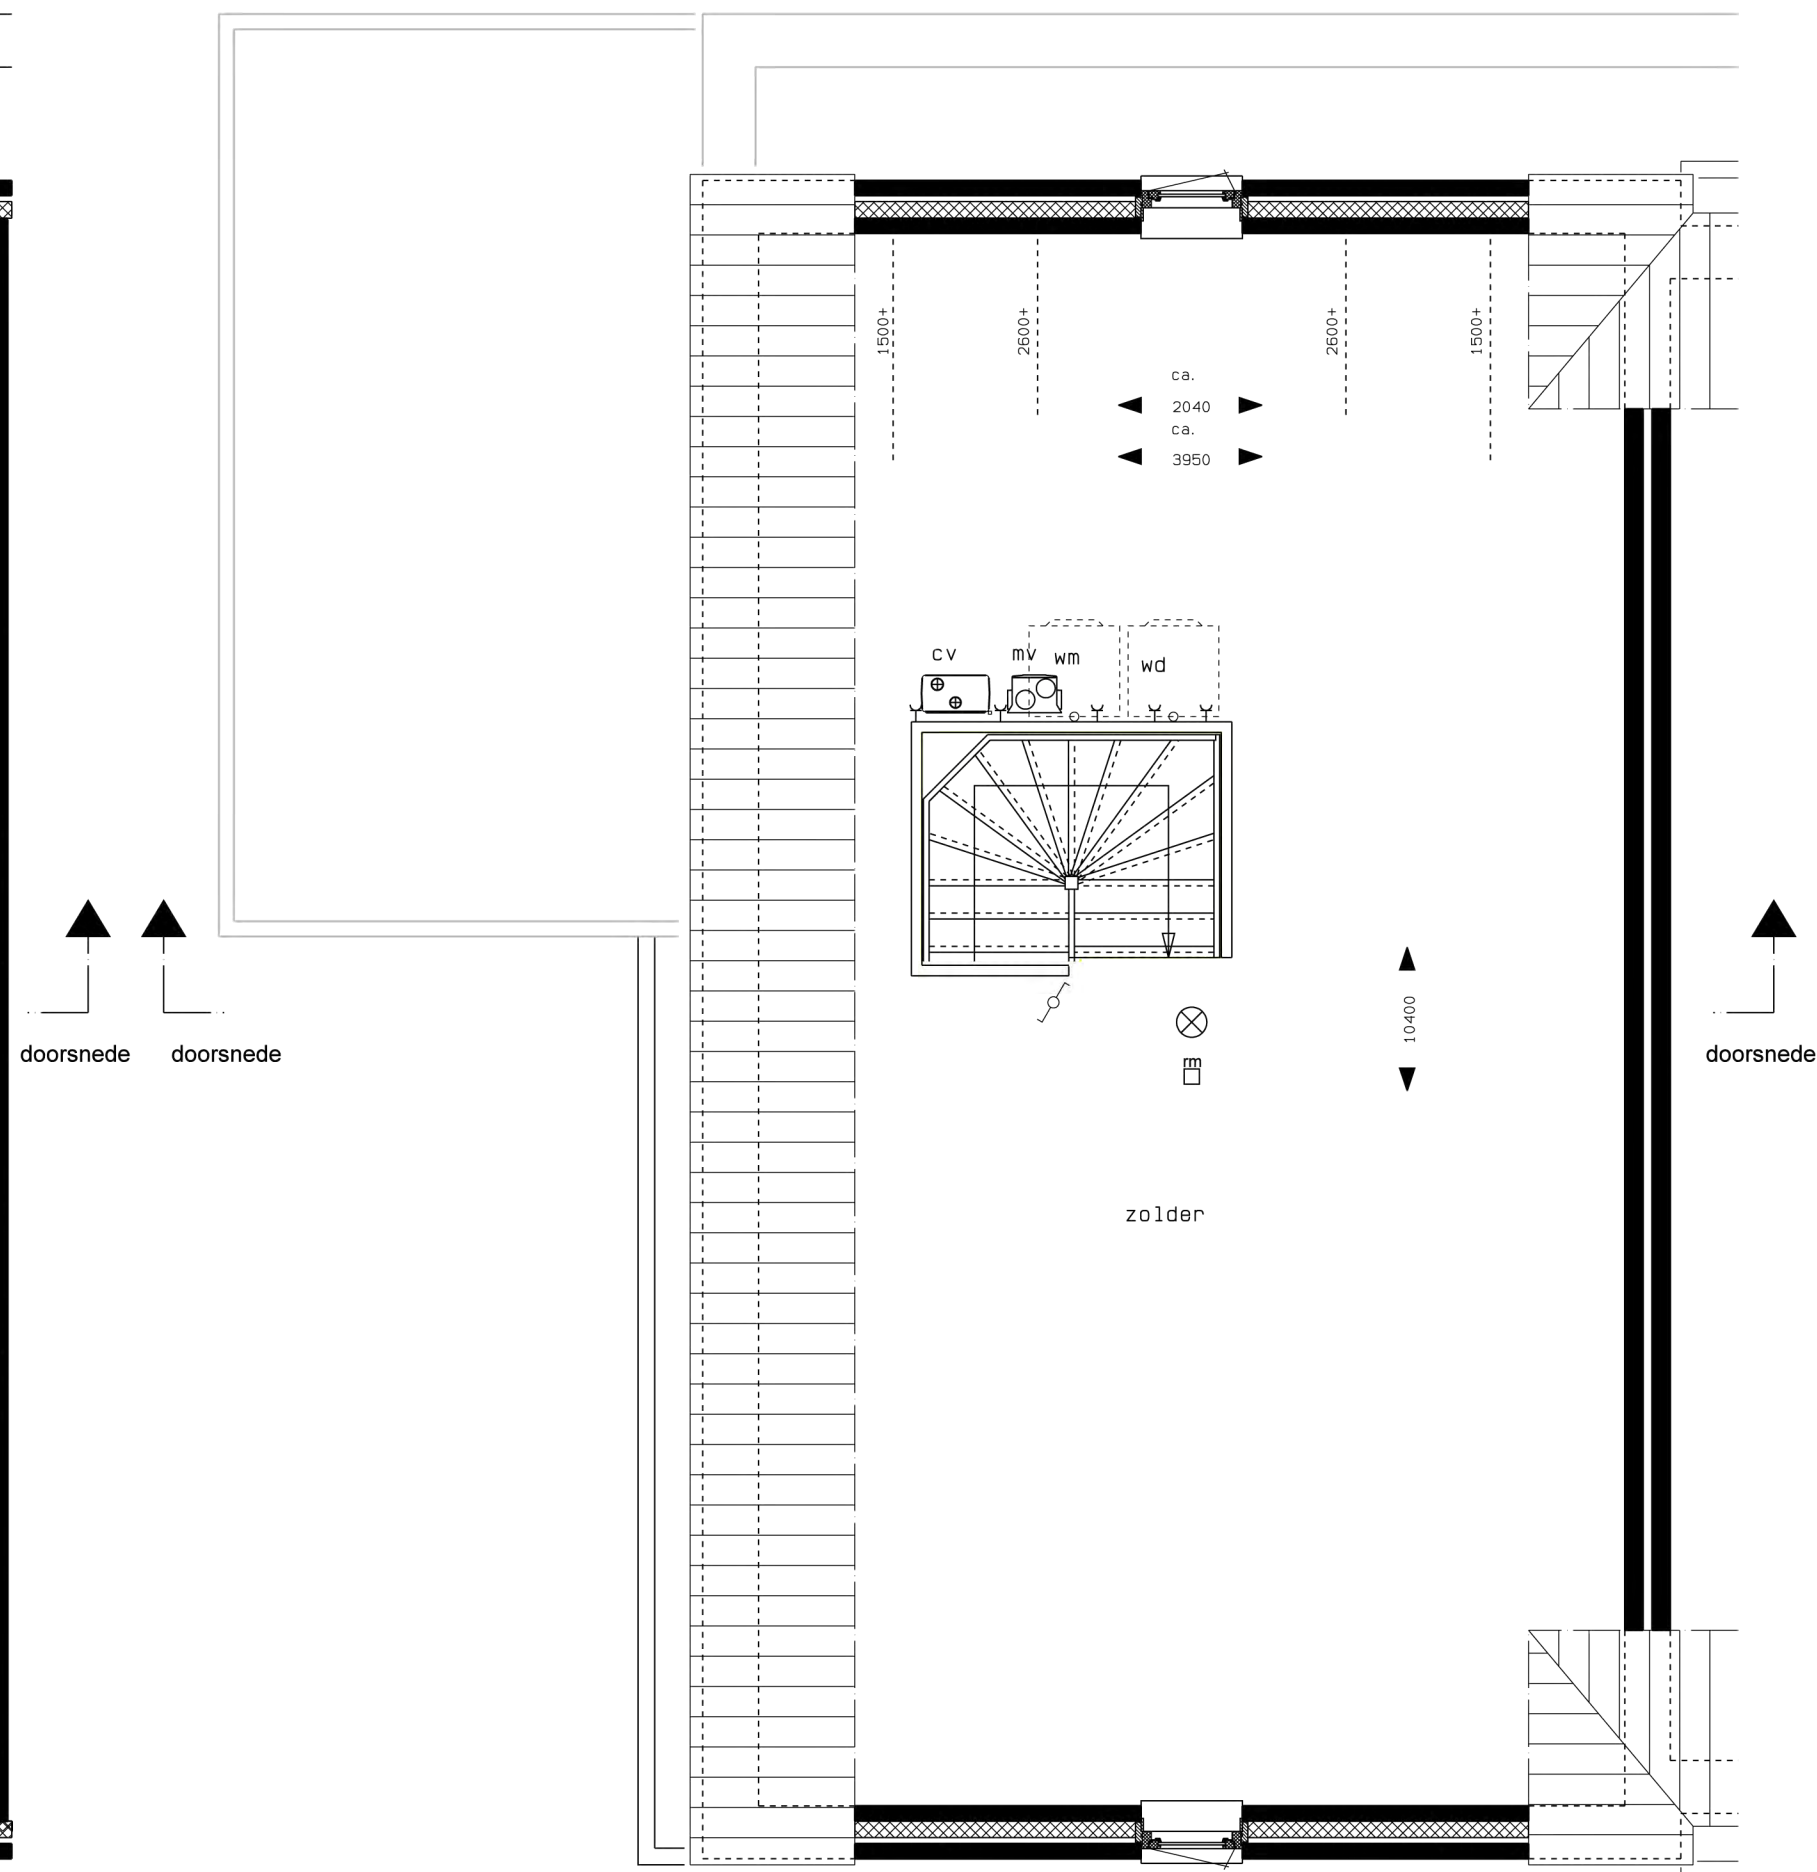 1500+
2600+
2600+
1500+
ca.
2040
ca.
3950
cv
mv
wm
wd
10400
rm
doorsnede
doorsnede
doorsnede
zolder